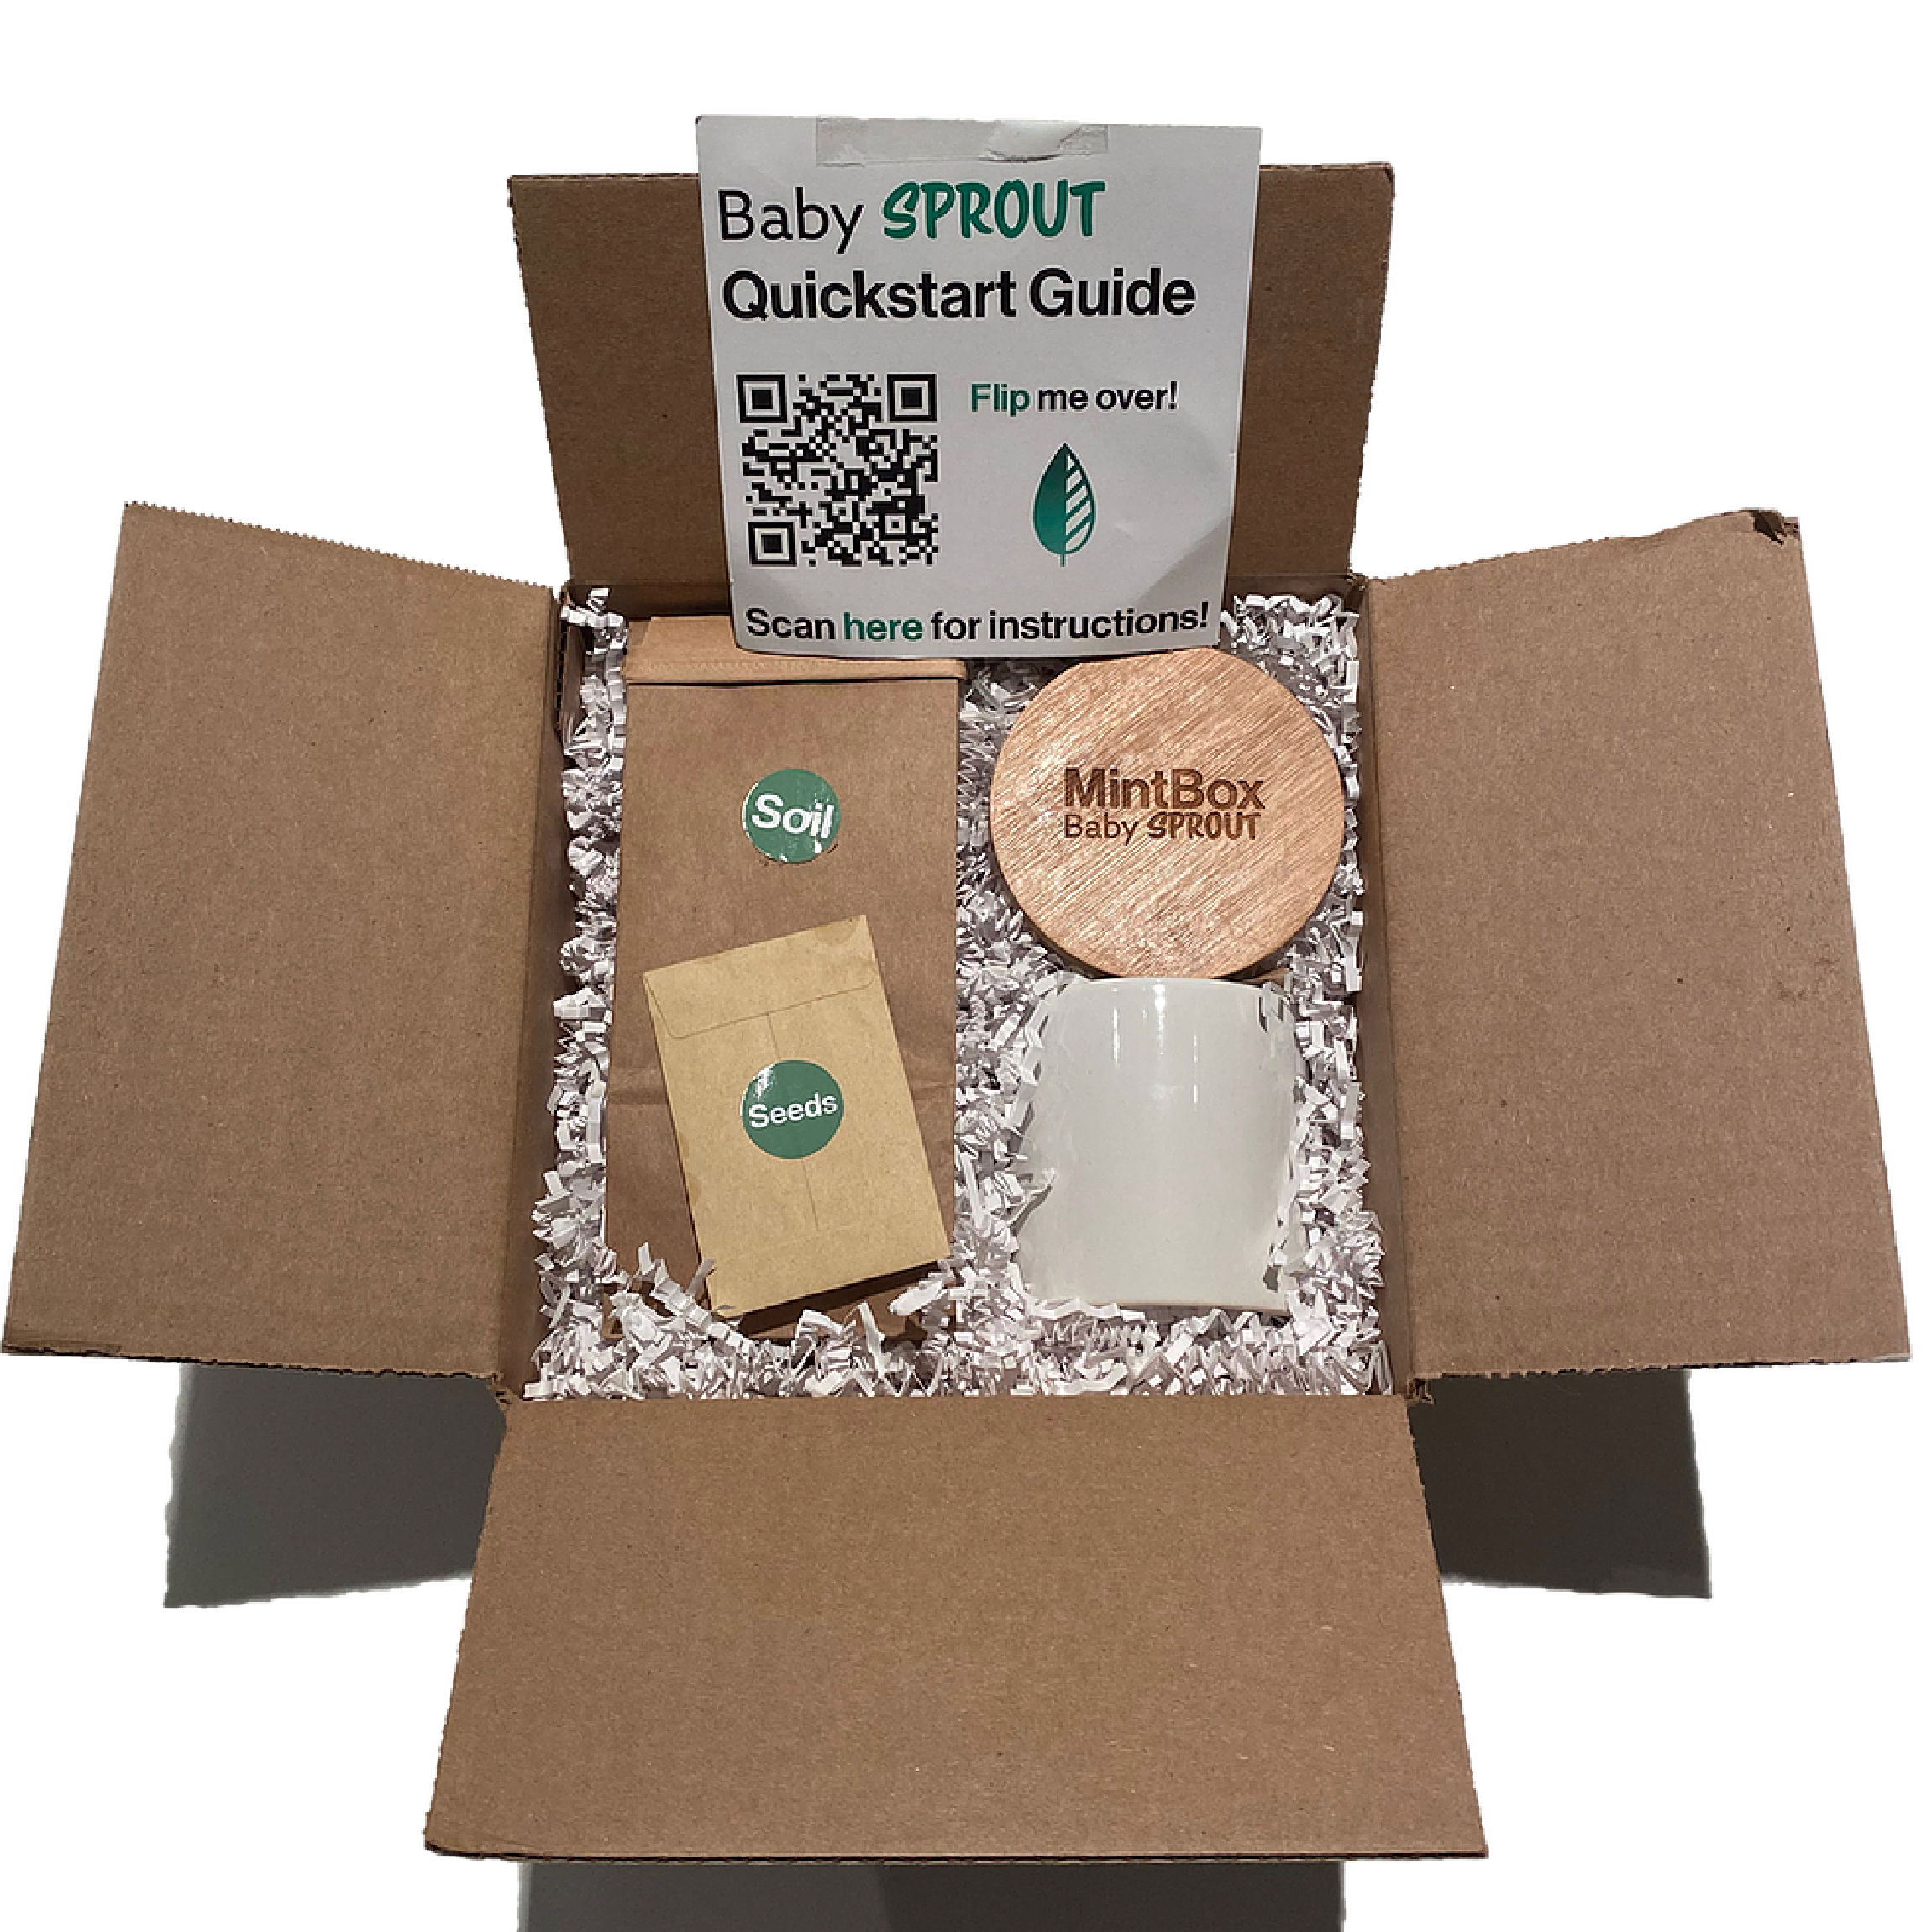 Baby SPROUT
Quickstart Guide
Flip me over!
Scan here for instructions!
Soil
MintBox
Baby SPROUT
Seeds